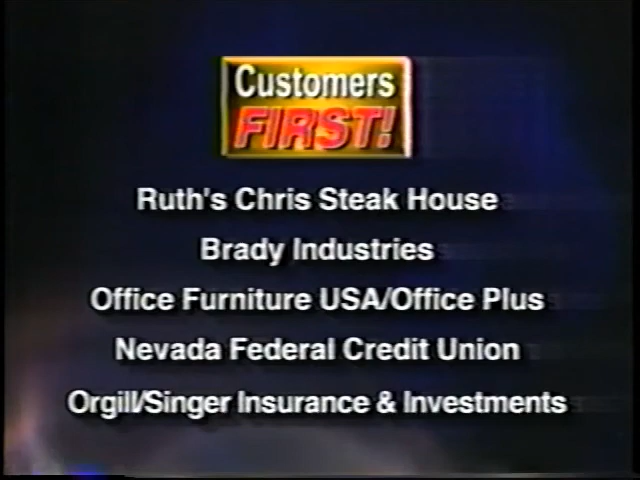 Customers
FIRST!
Ruth's Chris Steak House
Brady Industries
Office Furniture USA/Office Plus
Nevada Federal Credit Union
Orgill/Singer Insurance & Investments